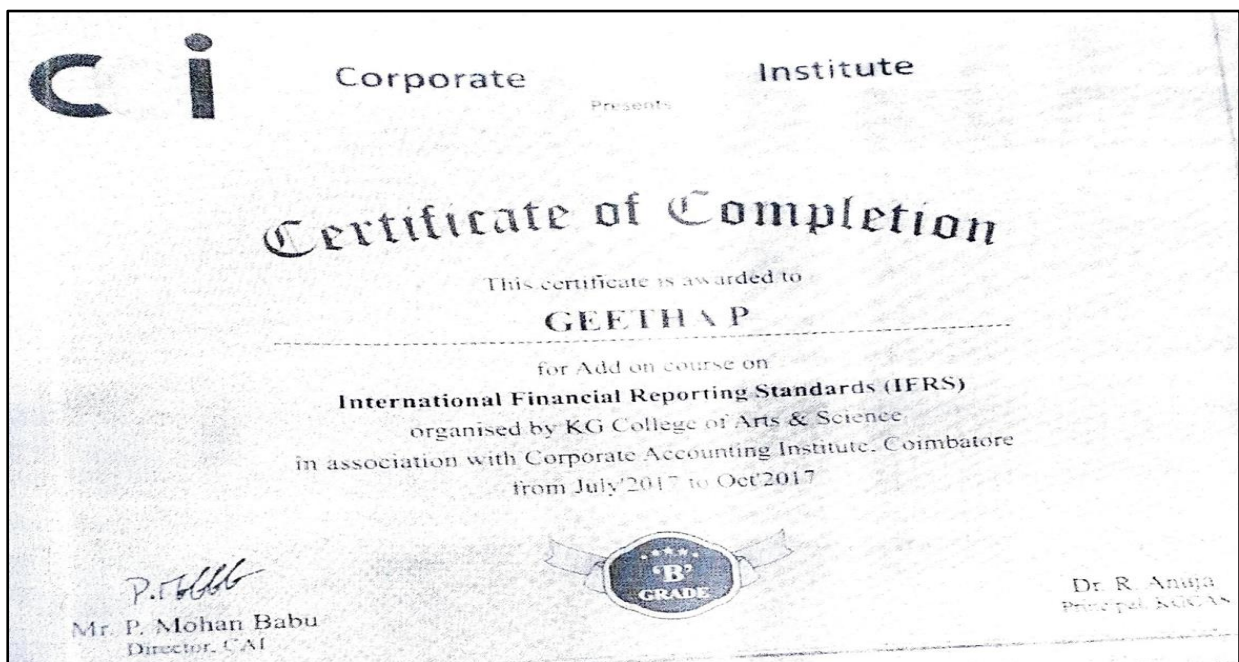 C i
Corporate Institute
Presents
Certificate of Completion
This certificate is awarded to
GEETHA P
for Add on course on
International Financial Reporting Standards (IFRS)
organised by KG College of Arts & Science
in association with Corporate Accounting Institute, Coimbatore
from July'2017 to Oct'2017
'B'
GRADE
Mr. P. Mohan Babu
Director, CAI
Dr. R. Anuja
Principal, KGCAS